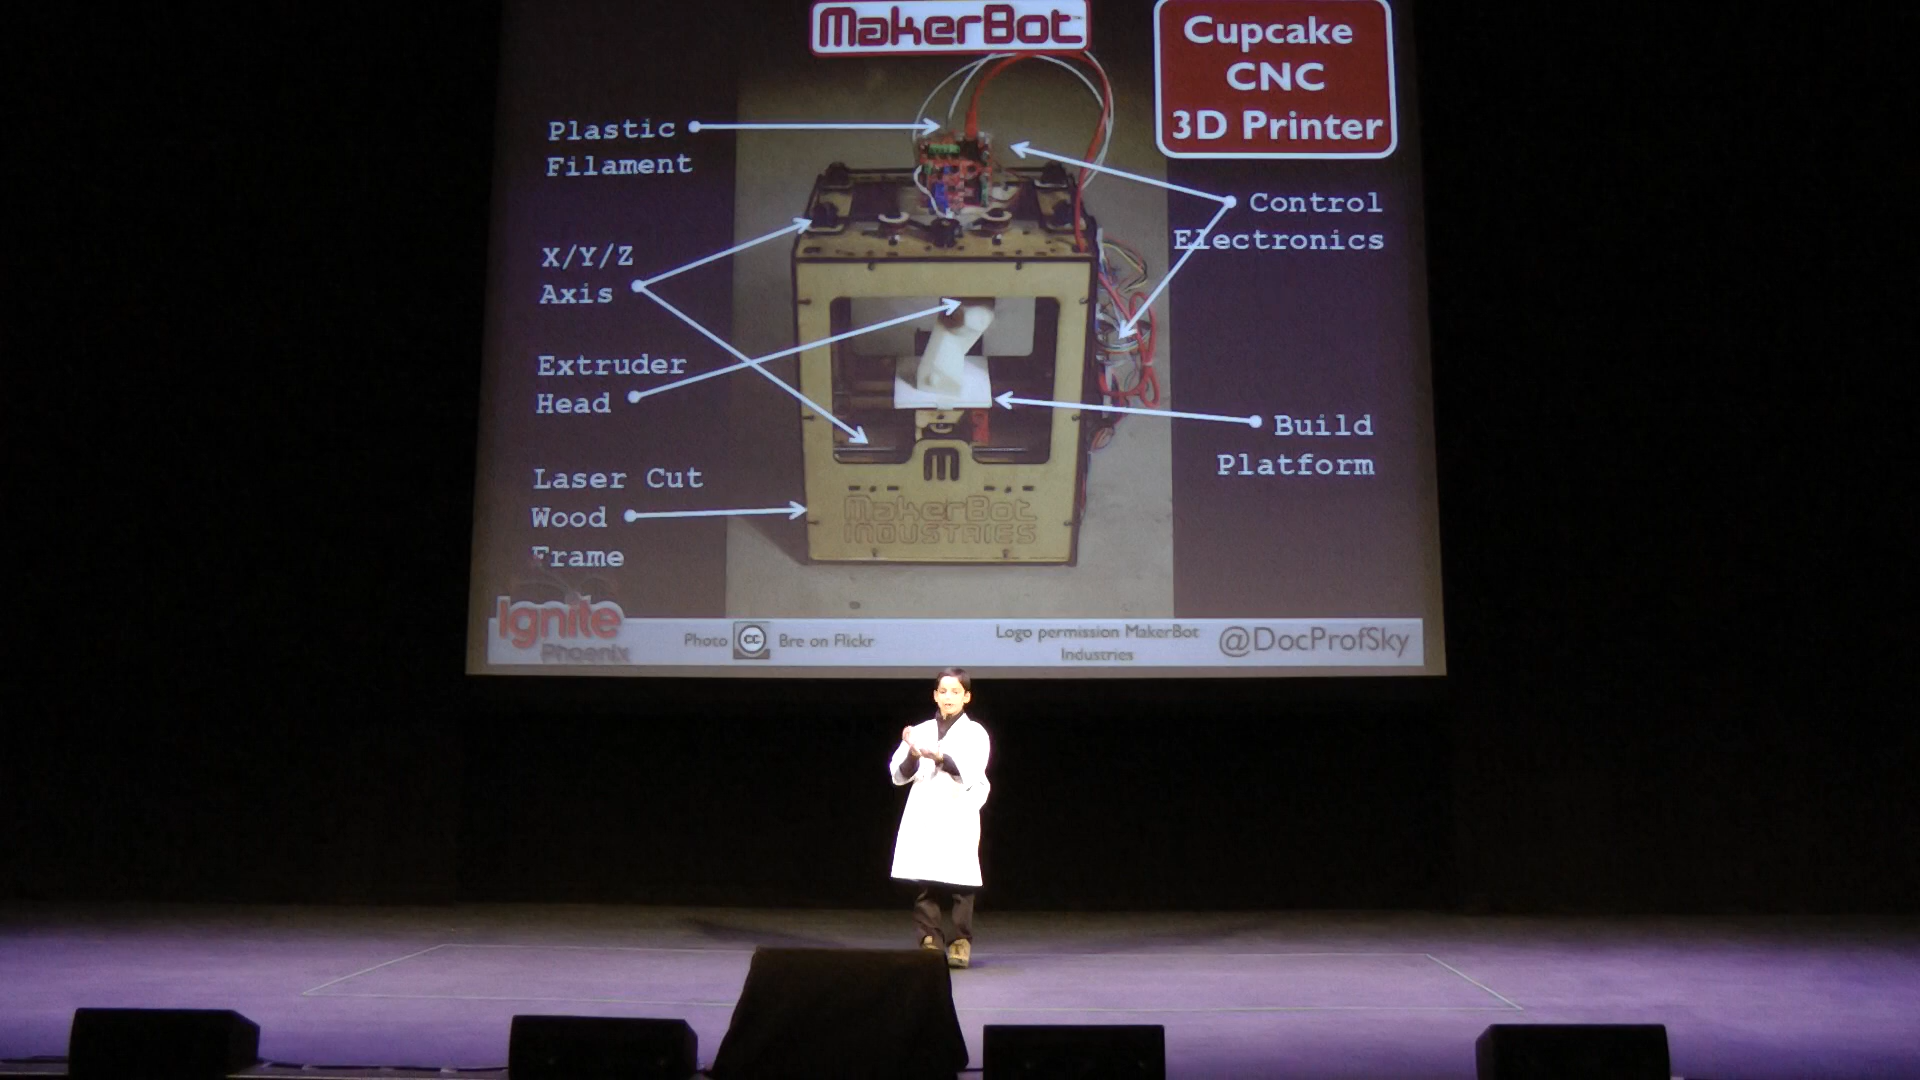 MakerBot
Cupcake
CNC
3D Printer
Plastic
Filament
X/Y/Z
Axis
Extruder
Head
Laser Cut
Wood
Frame
Control
Electronics
Build
Platform
M
MakerBot
INDUSTRIES
Ignite
Phoenix
Photo cc Bre on Flickr
Logo permission MakerBot
Industries
@DocProfSky